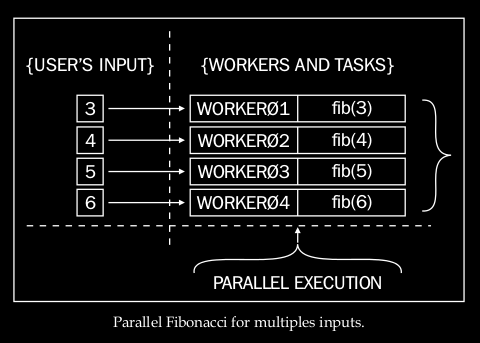 {USER'S INPUT} {WORKERS AND TASKS}
3 WORKERØ1 fib(3)
4 WORKERØ2 fib(4)
5 WORKERØ3 fib(5)
6 WORKERØ4 fib(6)
PARALLEL EXECUTION
Parallel Fibonacci for multiples inputs.